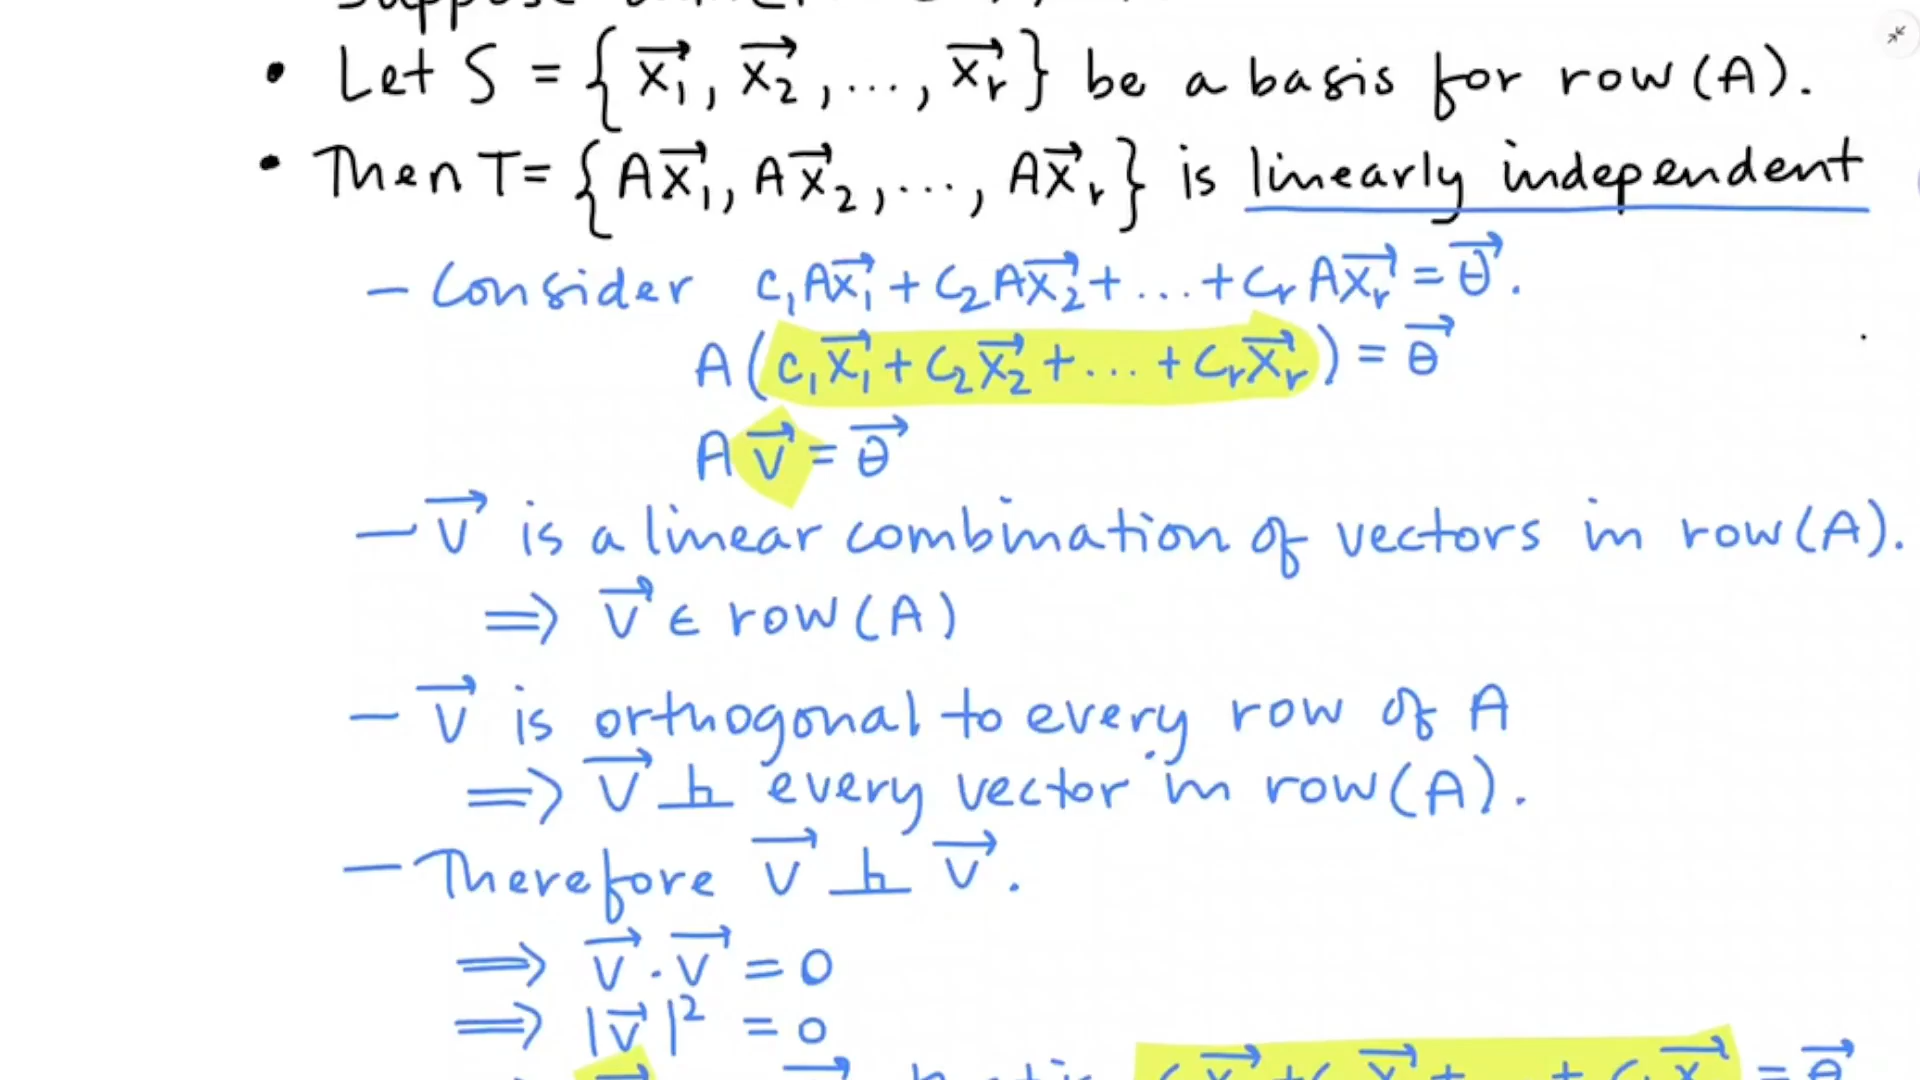 Suppose
• Let S = {x⃗₁, x⃗₂, ..., x⃗ᵣ} be a basis for row(A).
• Then T = {Ax⃗₁, Ax⃗₂, ..., Ax⃗ᵣ} is linearly independent
– Consider c₁Ax⃗₁ + c₂Ax⃗₂ + ... + cᵣAx⃗ᵣ = θ⃗.
A(c₁x⃗₁ + c₂x⃗₂ + ... + cᵣx⃗ᵣ) = θ⃗
Av⃗ = θ⃗
– v⃗ is a linear combination of vectors in row(A).
⇒ v⃗ ∈ row(A)
– v⃗ is orthogonal to every row of A
⇒ v⃗ ⊥ every vector in row(A).
– Therefore v⃗ ⊥ v⃗.
⇒ v⃗ · v⃗ = 0
⇒ |v⃗|² = 0